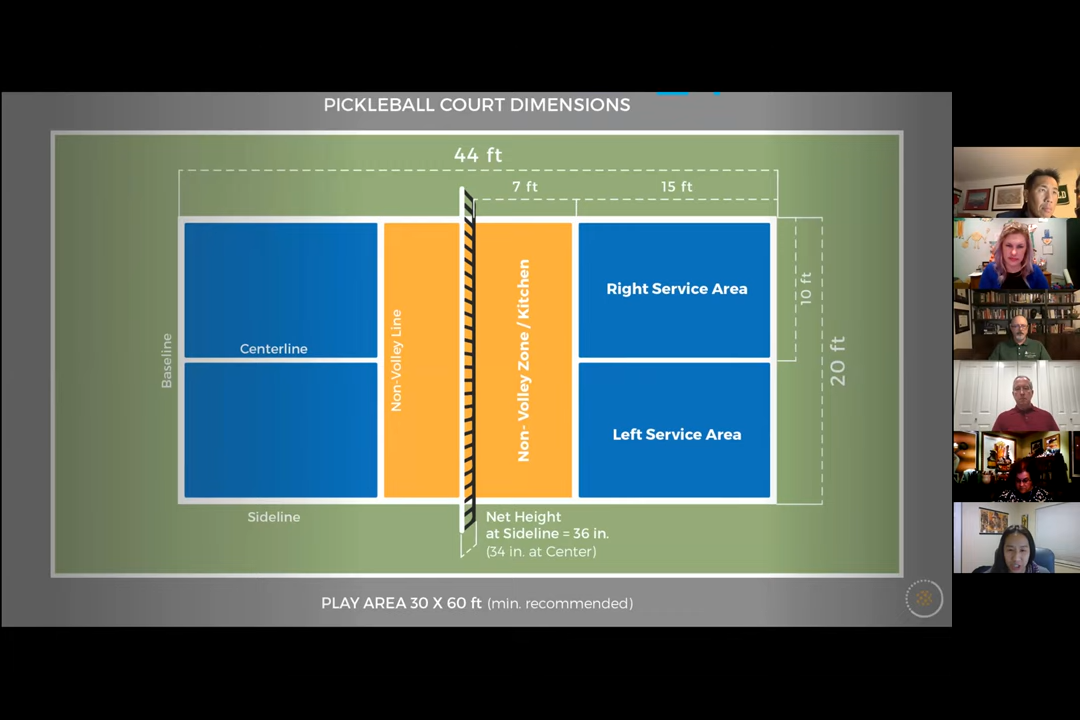 PICKLEBALL COURT DIMENSIONS
44 ft
7 ft
15 ft
Right Service Area
10 ft
Non- Volley Zone / Kitchen
Non-Volley Line
Centerline
Baseline
20 ft
Left Service Area
Sideline
Net Height
at Sideline = 36 in.
(34 in. at Center)
PLAY AREA 30 X 60 ft (min. recommended)